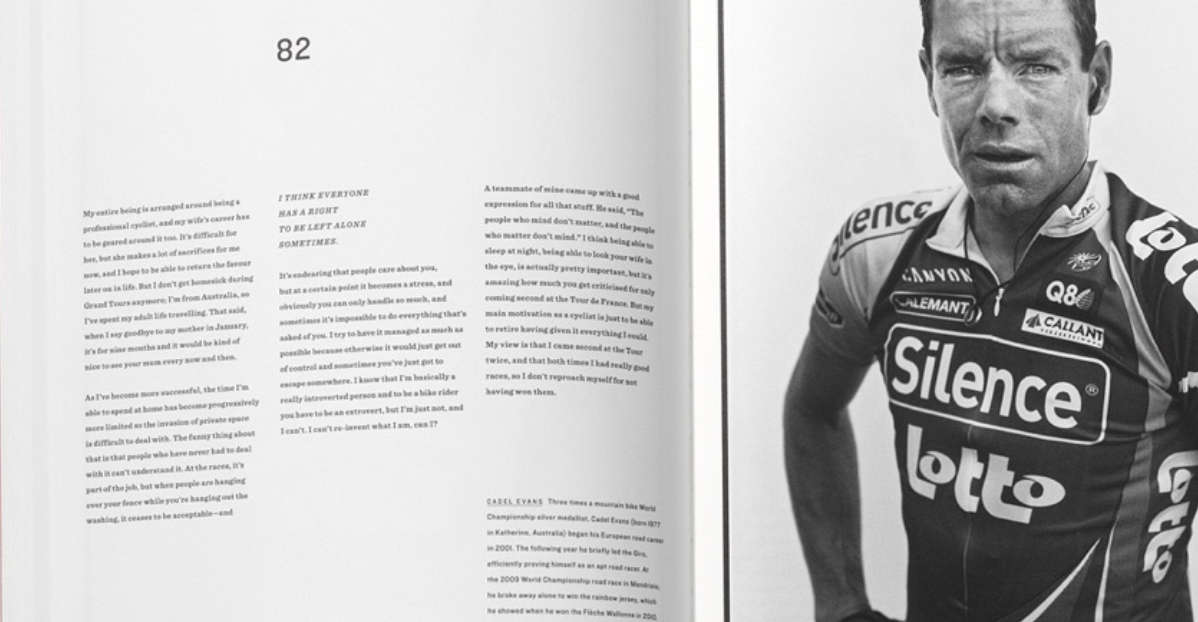 82
My entire being is arranged around being a
professional cyclist, and my wife's career has
to be geared around it too. It's difficult for
her, but she makes a lot of sacrifices for me
now, and I hope to be able to return the favour
later on in life. But I don't get homesick during
Grand Tours anymore; I'm from Australia, so
I've spent my adult life travelling. That said,
when I say goodbye to my mother in January,
it's for nine months and it would be kind of
nice to see your mum every now and then.
As I've become more successful, the time I'm
able to spend at home has become progressively
more limited as the invasion of private space
is difficult to deal with. The funny thing about
that is that people who have never had to deal
with it can't understand it. At the races, it's
part of the job, but when people are hanging
over your fence while you're hanging out the
washing, it ceases to be acceptable—and
I THINK EVERYONE
HAS A RIGHT
TO BE LEFT ALONE
SOMETIMES.
It's endearing that people care about you,
but at a certain point it becomes a stress, and
obviously you can only handle so much, and
sometimes it's impossible to do everything that's
asked of you. I try to have it managed as much as
possible because otherwise it would just get out
of control and sometimes you've just got to
escape somewhere. I know that I'm basically a
really introverted person and to be a bike rider
you have to be an extrovert, but I'm just not, and
I can't. I can't re-invent what I am, can I?
A teammate of mine came up with a good
expression for all that stuff. He said, "The
people who mind don't matter, and the people
who matter don't mind." I think being able to
sleep at night, being able to look your wife in
the eye, is actually pretty important, but it's
amazing how much you get criticised for only
coming second at the Tour de France. But my
main motivation as a cyclist is just to be able
to retire having given it everything I could.
My view is that I came second at the Tour
twice, and that both times I had really good
races, so I don't reproach myself for not
having won them.
CADEL EVANS Three times a mountain bike World
Championship silver medallist, Cadel Evans (born 1977
in Katherine, Australia) began his European road career
in 2001. The following year he briefly led the Giro,
efficiently proving himself as an apt road racer. At
the 2009 World Championship road race in Mendrisio,
he broke away alone to win the rainbow jersey, which
he showed when he won the Flèche Wallonne in 2010.
Silence
CANYON
CALEMANT
Q8
CALLANT
Silence®
Lotto
Lotto